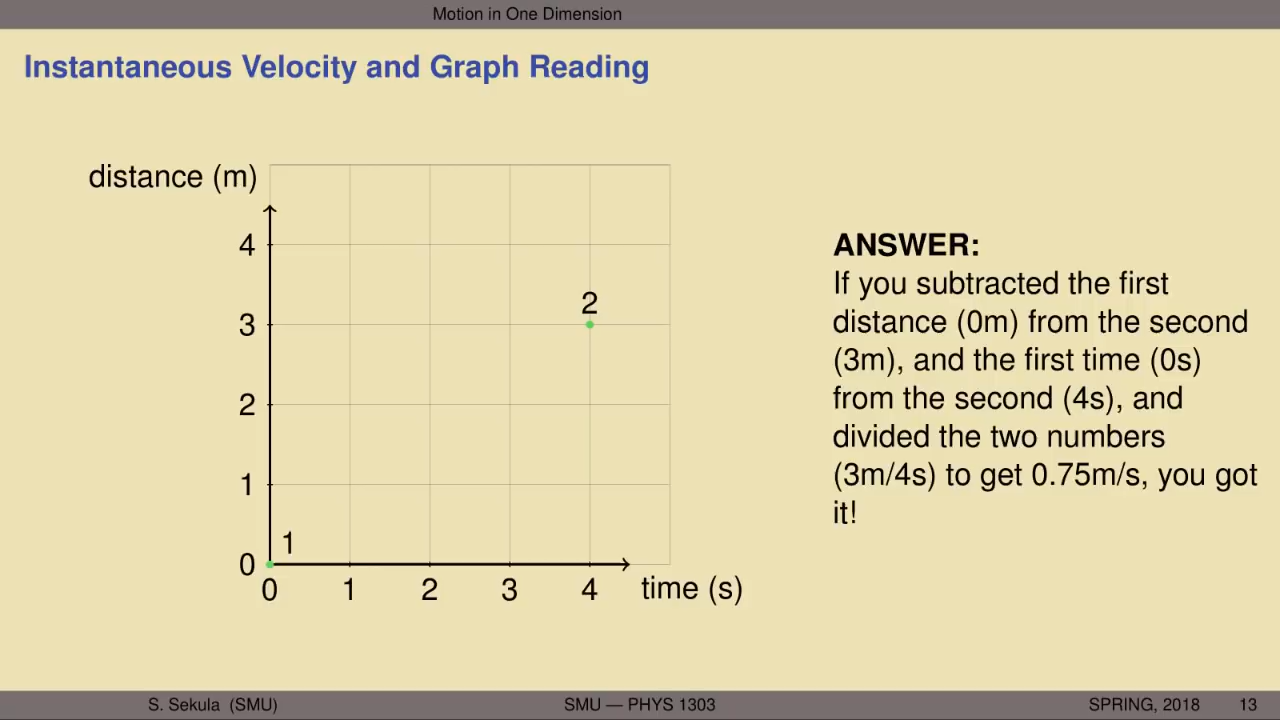 Motion in One Dimension
Instantaneous Velocity and Graph Reading
distance (m)
4
3
2
1
0
0 1 2 3 4
time (s)
1
2
ANSWER:
If you subtracted the first
distance (0m) from the second
(3m), and the first time (0s)
from the second (4s), and
divided the two numbers
(3m/4s) to get 0.75m/s, you got
it!
S. Sekula (SMU)
SMU — PHYS 1303
SPRING, 2018
13